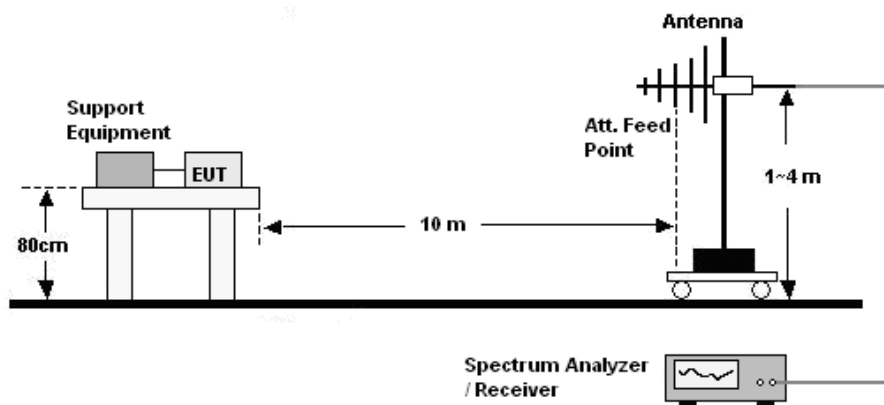 Antenna
Support
Equipment
EUT
Att. Feed
Point
1~4 m
10 m
80cm
Spectrum Analyzer
/ Receiver